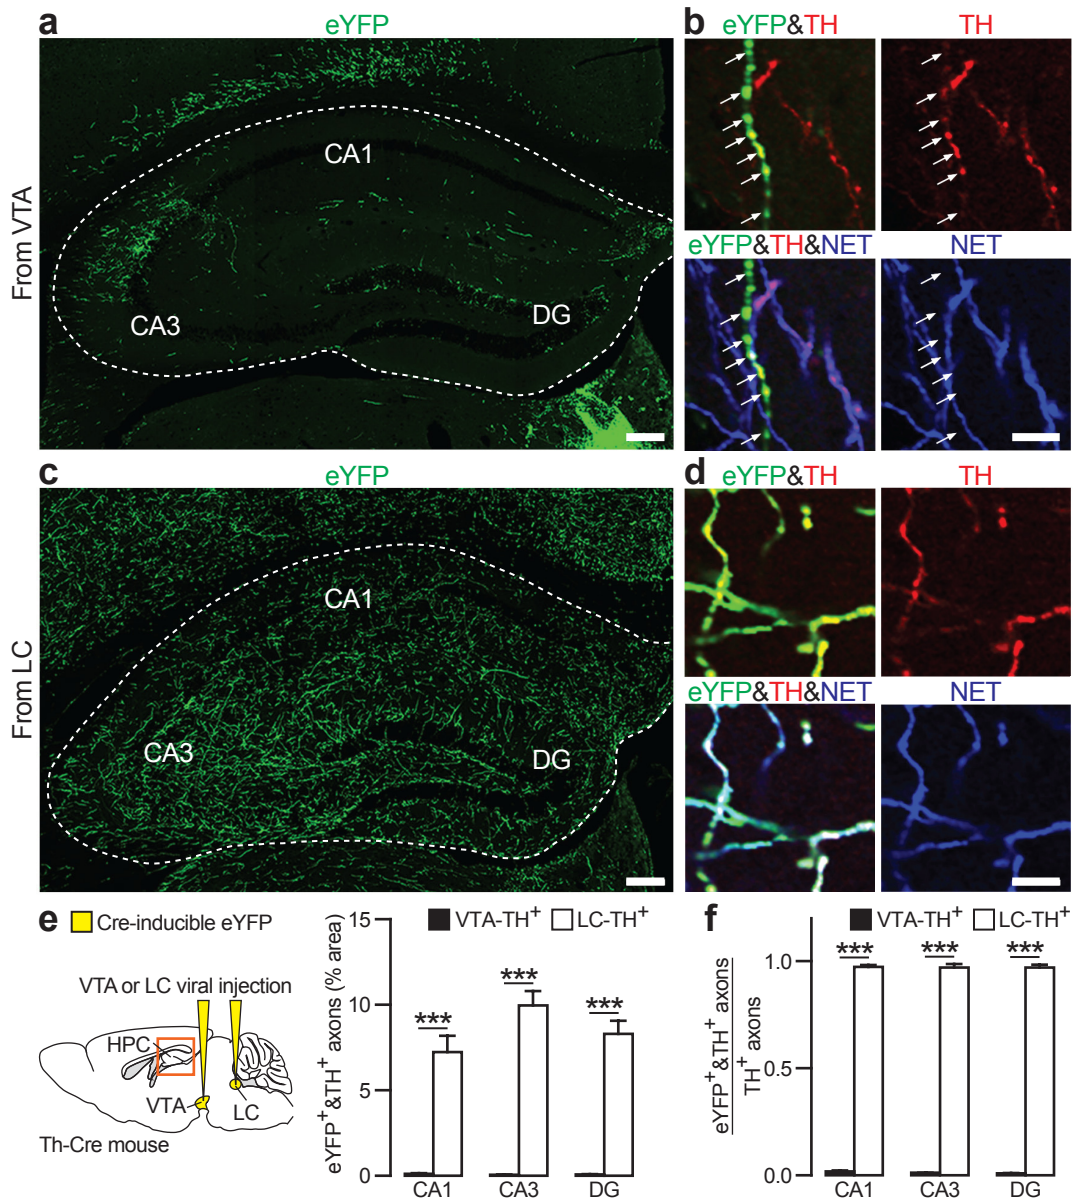 a
eYFP
From VTA
CA1
CA3
DG
b
eYFP&TH
TH
eYFP&TH&NET
NET
c
eYFP
From LC
CA1
CA3
DG
d
eYFP&TH
TH
eYFP&TH&NET
NET
e
Cre-inducible eYFP
VTA or LC viral injection
HPC
VTA
LC
Th-Cre mouse
VTA-TH+ LC-TH+
eYFP+&TH+ axons (% area)
15
10
5
0
***
***
***
CA1 CA3 DG
f
VTA-TH+ LC-TH+
eYFP+&TH+ axons
TH+ axons
1.0
0.5
0.0
***
***
***
CA1 CA3 DG